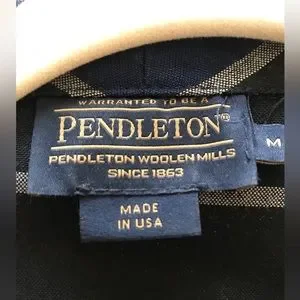 WARRANTED TO BE A
PENDLETON®
M
PENDLETON WOOLEN MILLS
SINCE 1863
MADE
IN USA